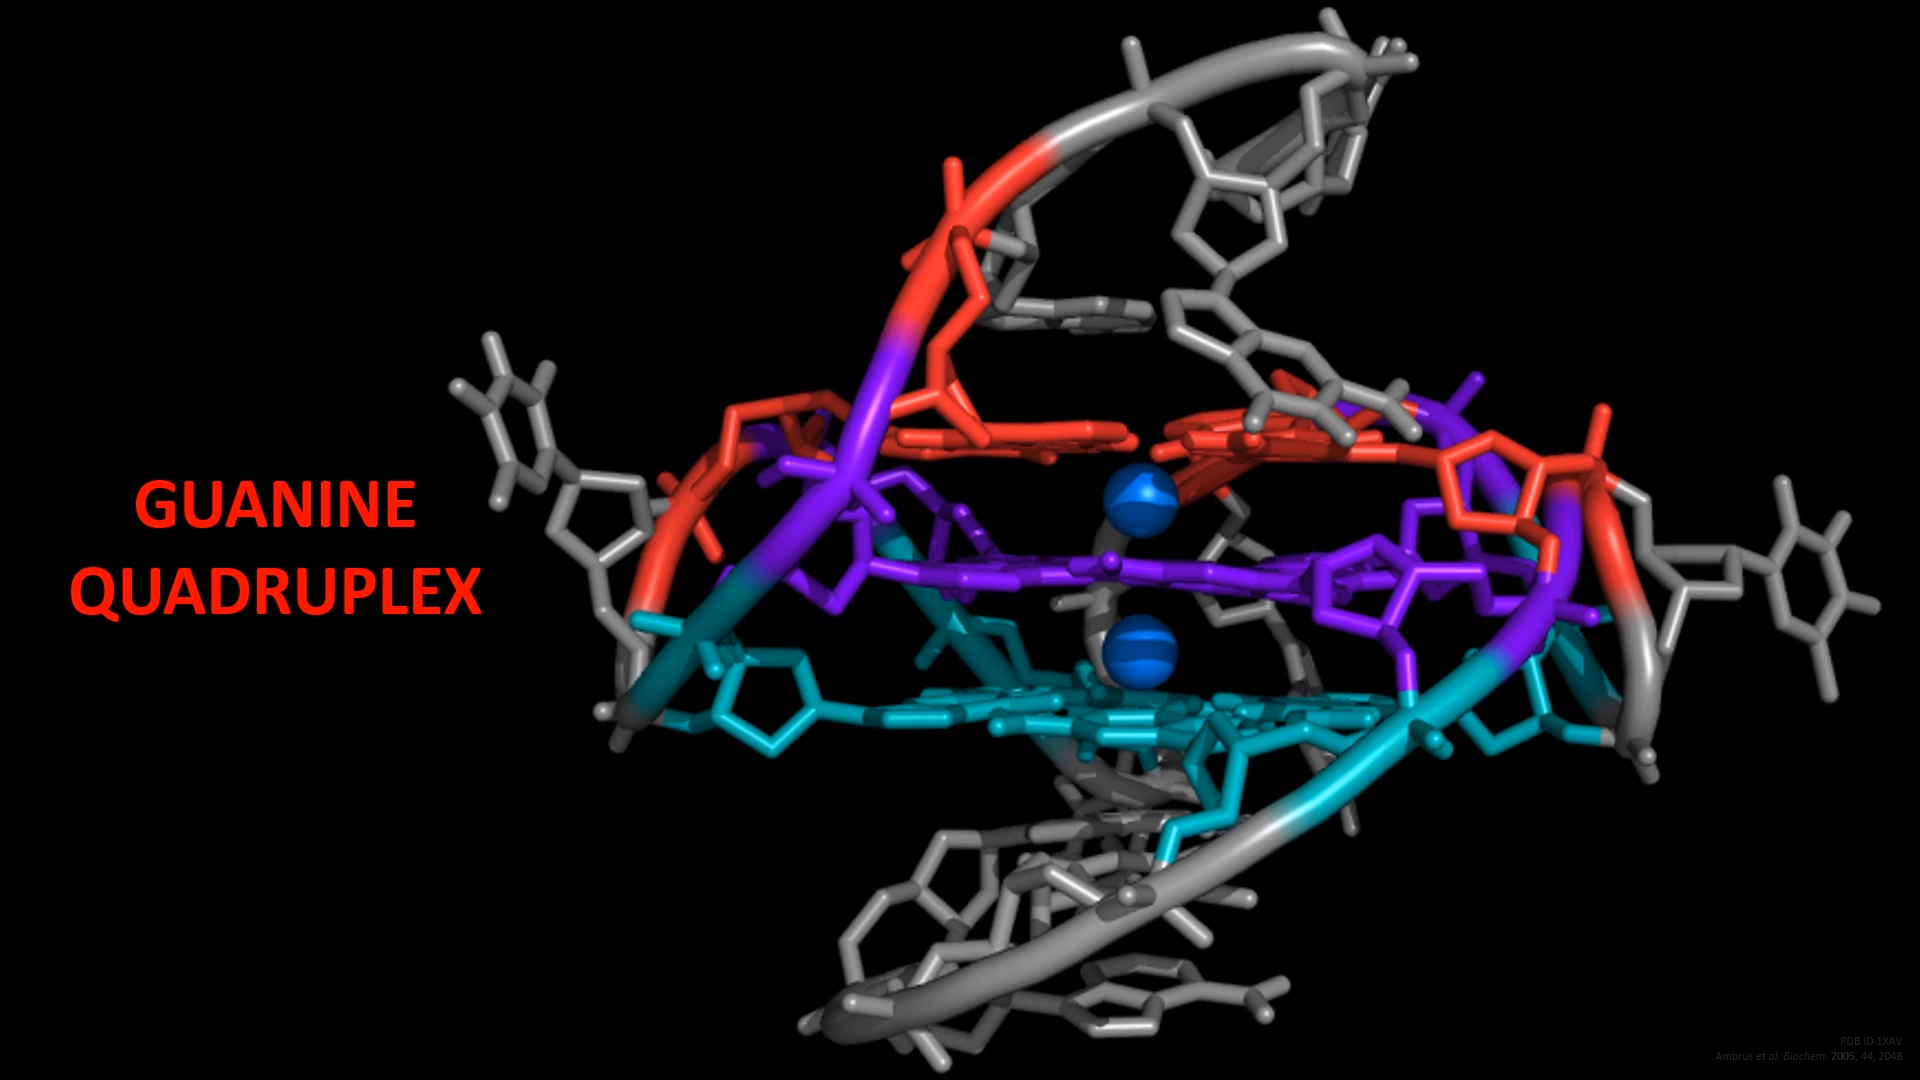 GUANINE
QUADRUPLEX
PDB ID 1XAV.
Ambrus et al. Biochem. 2005, 44, 2048.